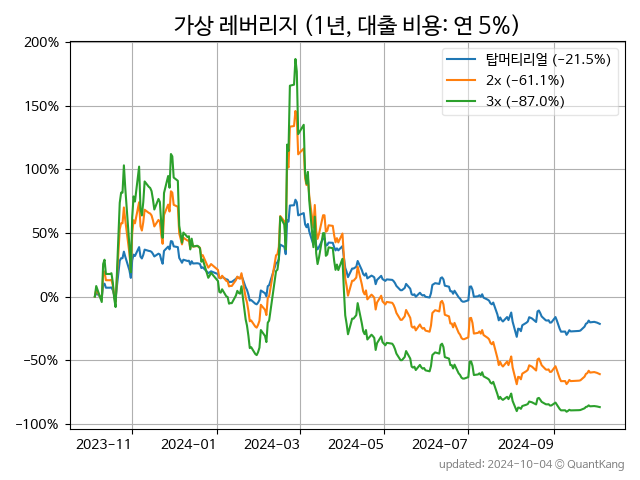 가상 레버리지 (1년, 대출 비용: 연 5%)
탑머티리얼 (-21.5%)
2x (-61.1%)
3x (-87.0%)
200%
150%
100%
50%
0%
-50%
-100%
2023-11 2024-01 2024-03 2024-05 2024-07 2024-09
updated: 2024-10-04 © QuantKang